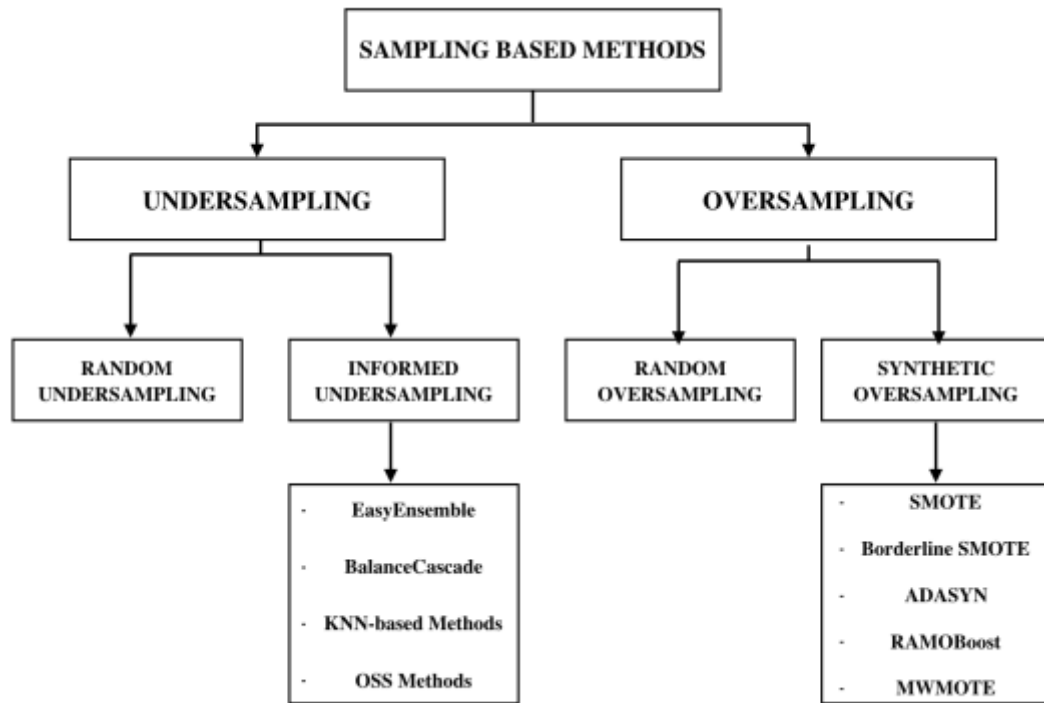 SAMPLING BASED METHODS
UNDERSAMPLING
OVERSAMPLING
RANDOM
UNDERSAMPLING
INFORMED
UNDERSAMPLING
RANDOM
OVERSAMPLING
SYNTHETIC
OVERSAMPLING
- EasyEnsemble
- BalanceCascade
- KNN-based Methods
- OSS Methods
- SMOTE
- Borderline SMOTE
- ADASYN
- RAMOBoost
- MWMOTE